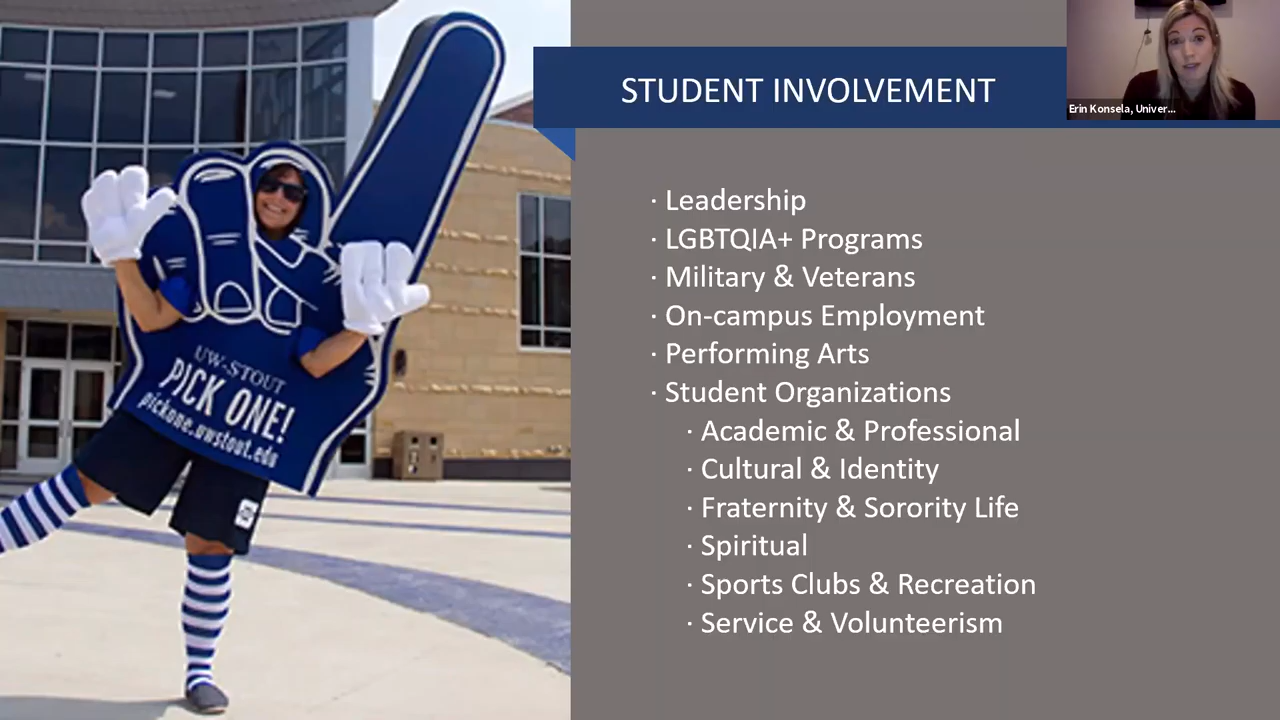 STUDENT INVOLVEMENT
Erin Konsela, Univer...
· Leadership
· LGBTQIA+ Programs
· Military & Veterans
· On-campus Employment
· Performing Arts
· Student Organizations
· Academic & Professional
· Cultural & Identity
· Fraternity & Sorority Life
· Spiritual
· Sports Clubs & Recreation
· Service & Volunteerism
UW-STOUT
PICK ONE!
pickone.uwstout.edu